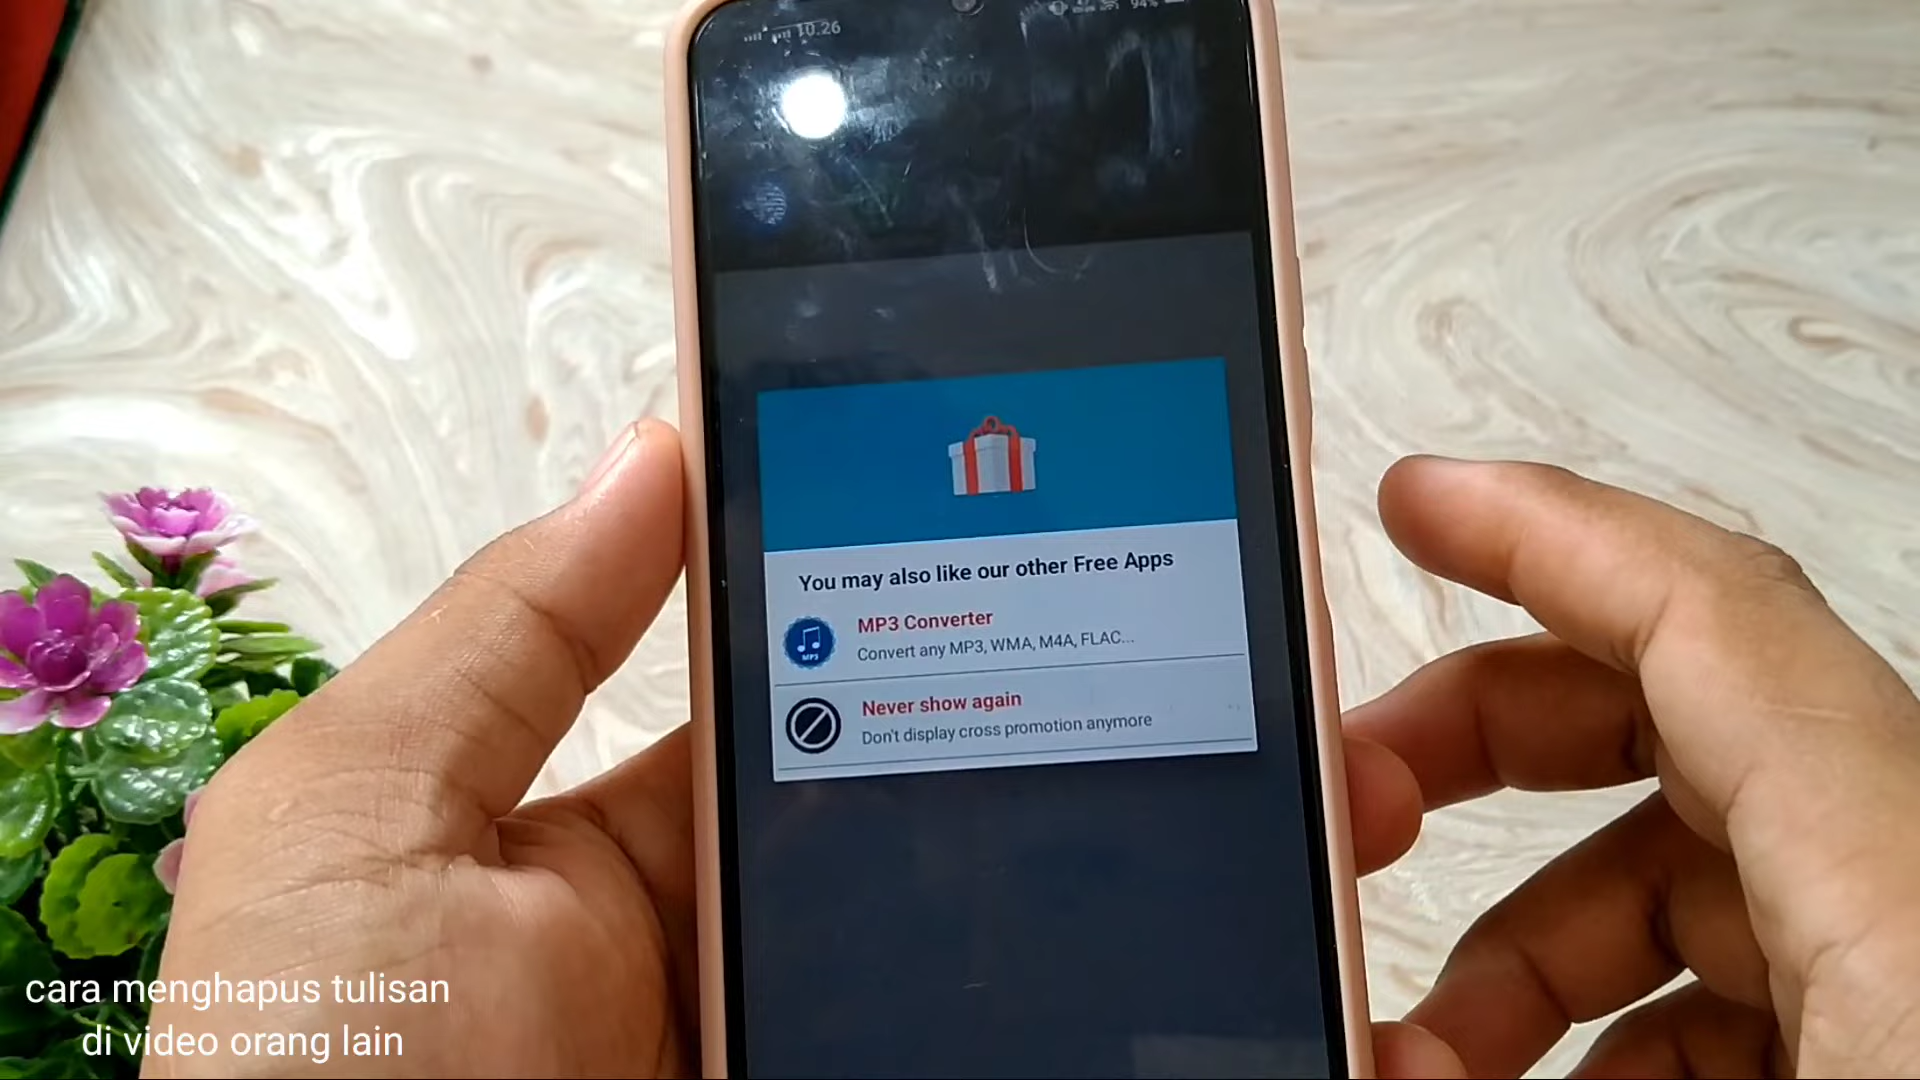 10.26
94%
You may also like our other Free Apps
MP3 Converter
Convert any MP3, WMA, M4A, FLAC...
MP3
Never show again
Don't display cross promotion anymore
cara menghapus tulisan
di video orang lain